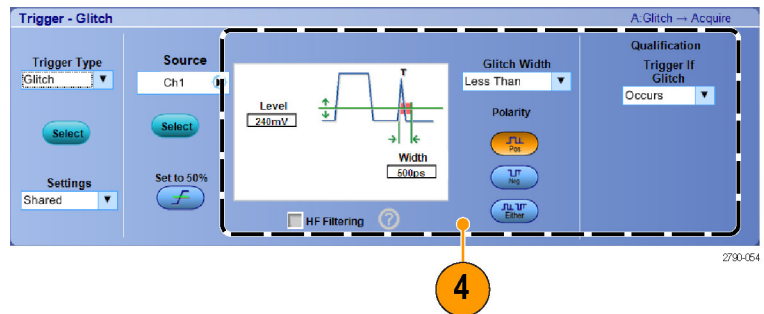 Trigger - Glitch
A:Glitch → Acquire
Trigger Type
Glitch
Select
Settings
Shared
Source
Ch1
Select
Set to 50%
Level
240mV
T
Width
500ps
HF Filtering
?
Glitch Width
Less Than
Polarity
Pos
Neg
Either
Qualification
Trigger If
Glitch
Occurs
4
2790-054